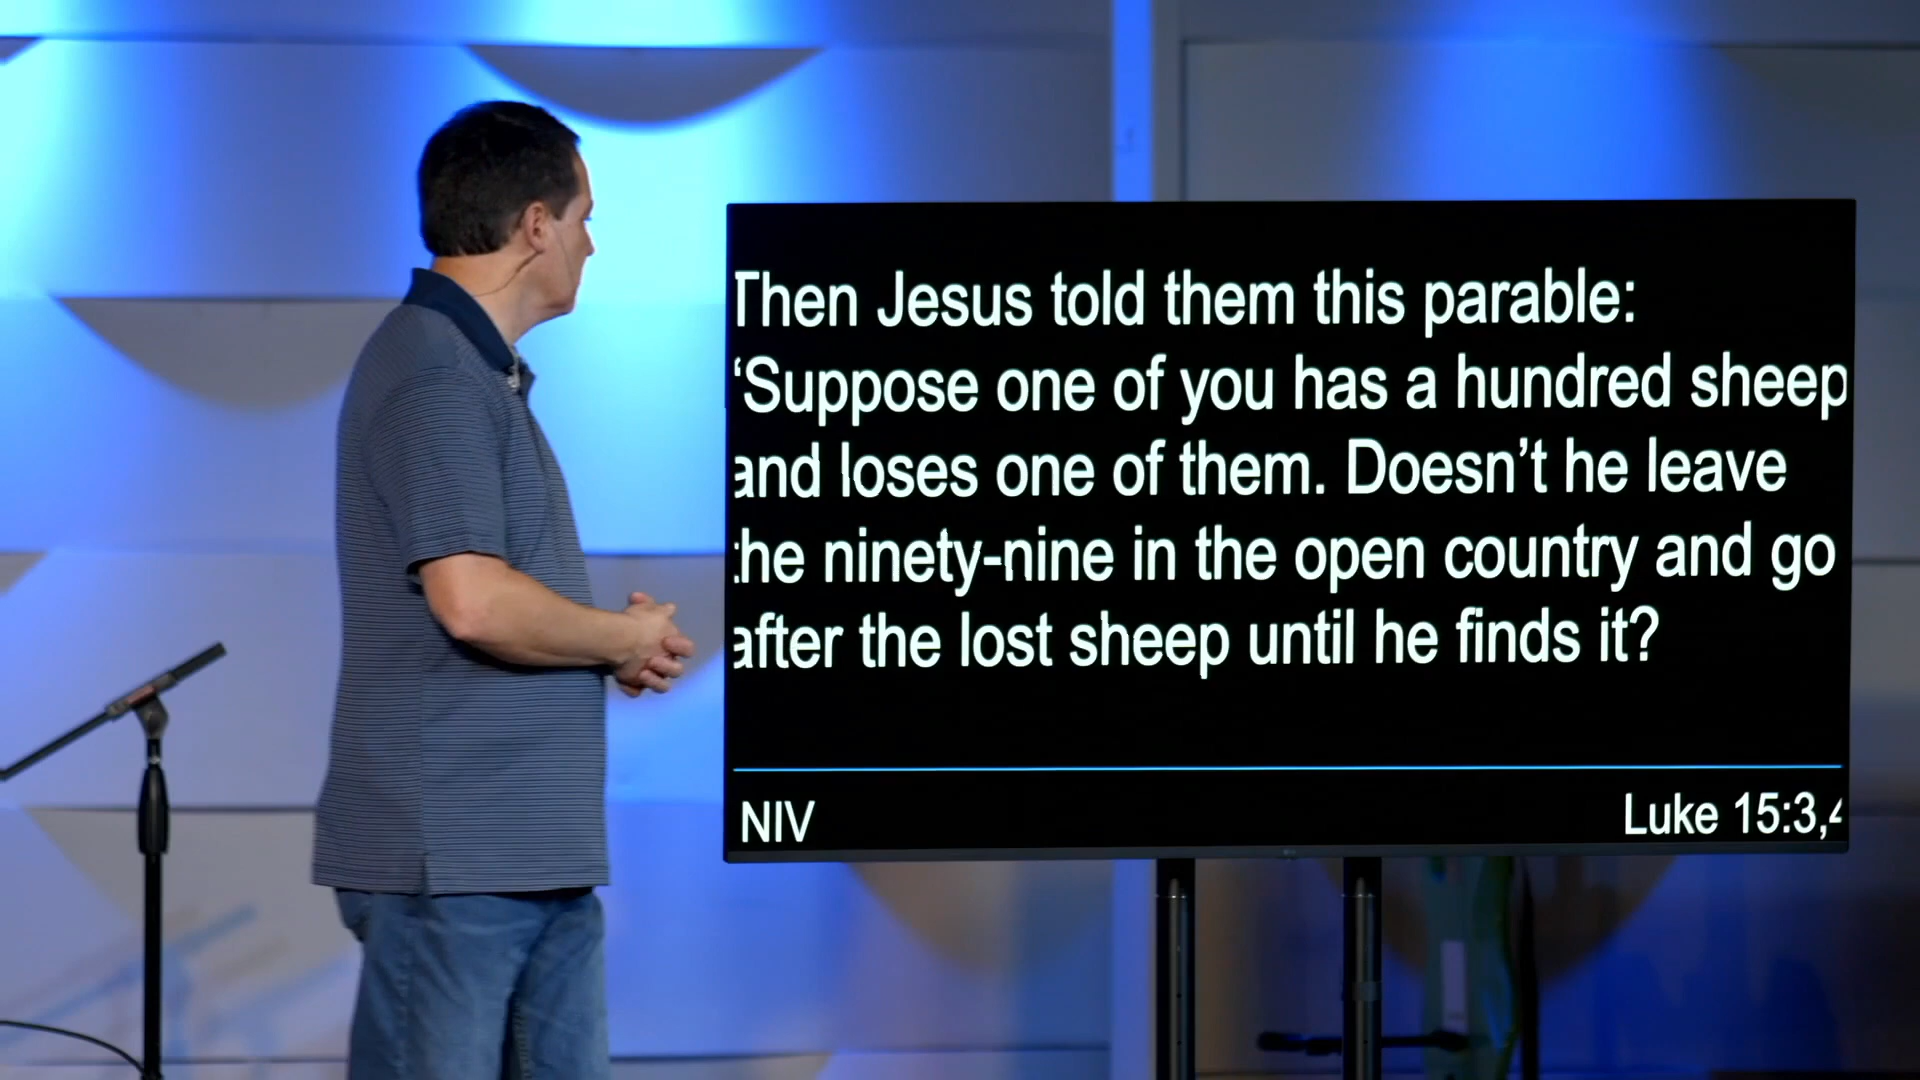 Then Jesus told them this parable:
“Suppose one of you has a hundred sheep
and loses one of them. Doesn’t he leave
the ninety-nine in the open country and go
after the lost sheep until he finds it?
NIV
Luke 15:3,4